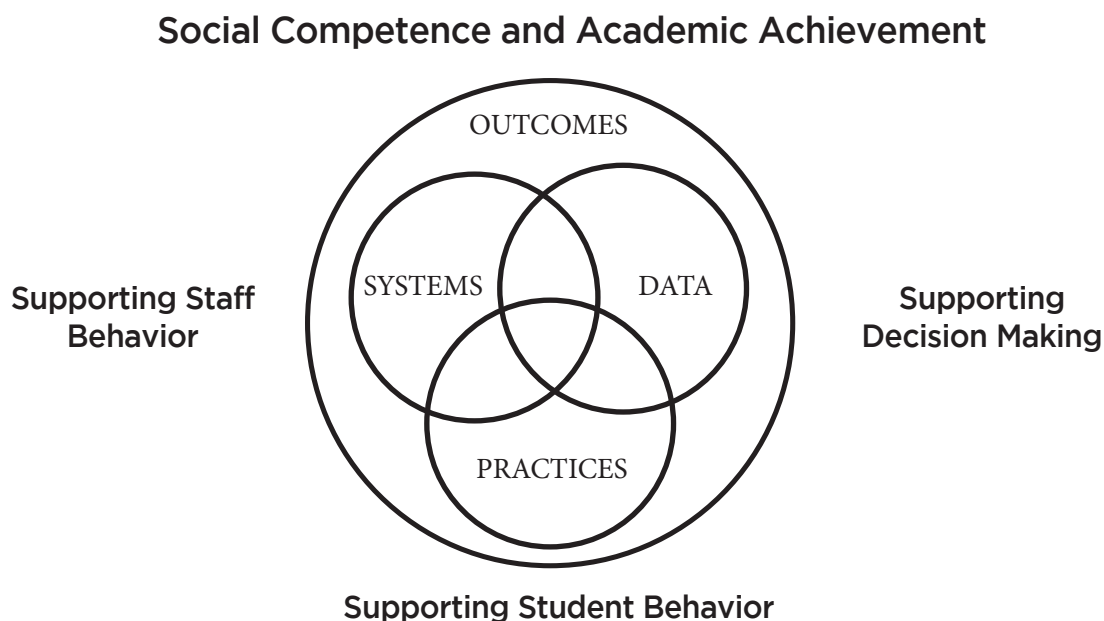 Social Competence and Academic Achievement
OUTCOMES
SYSTEMS
DATA
Supporting Staff
Behavior
Supporting
Decision Making
PRACTICES
Supporting Student Behavior